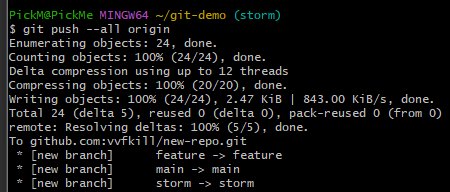 PickM@PickMe MINGW64 ~/git-demo (storm)
$ git push --all origin
Enumerating objects: 24, done.
Counting objects: 100% (24/24), done.
Delta compression using up to 12 threads
Compressing objects: 100% (20/20), done.
Writing objects: 100% (24/24), 2.47 KiB | 843.00 KiB/s, done.
Total 24 (delta 5), reused 0 (delta 0), pack-reused 0 (from 0)
remote: Resolving deltas: 100% (5/5), done.
To github.com:vvfkill/new-repo.git
 * [new branch]      feature -> feature
 * [new branch]      main -> main
 * [new branch]      storm -> storm